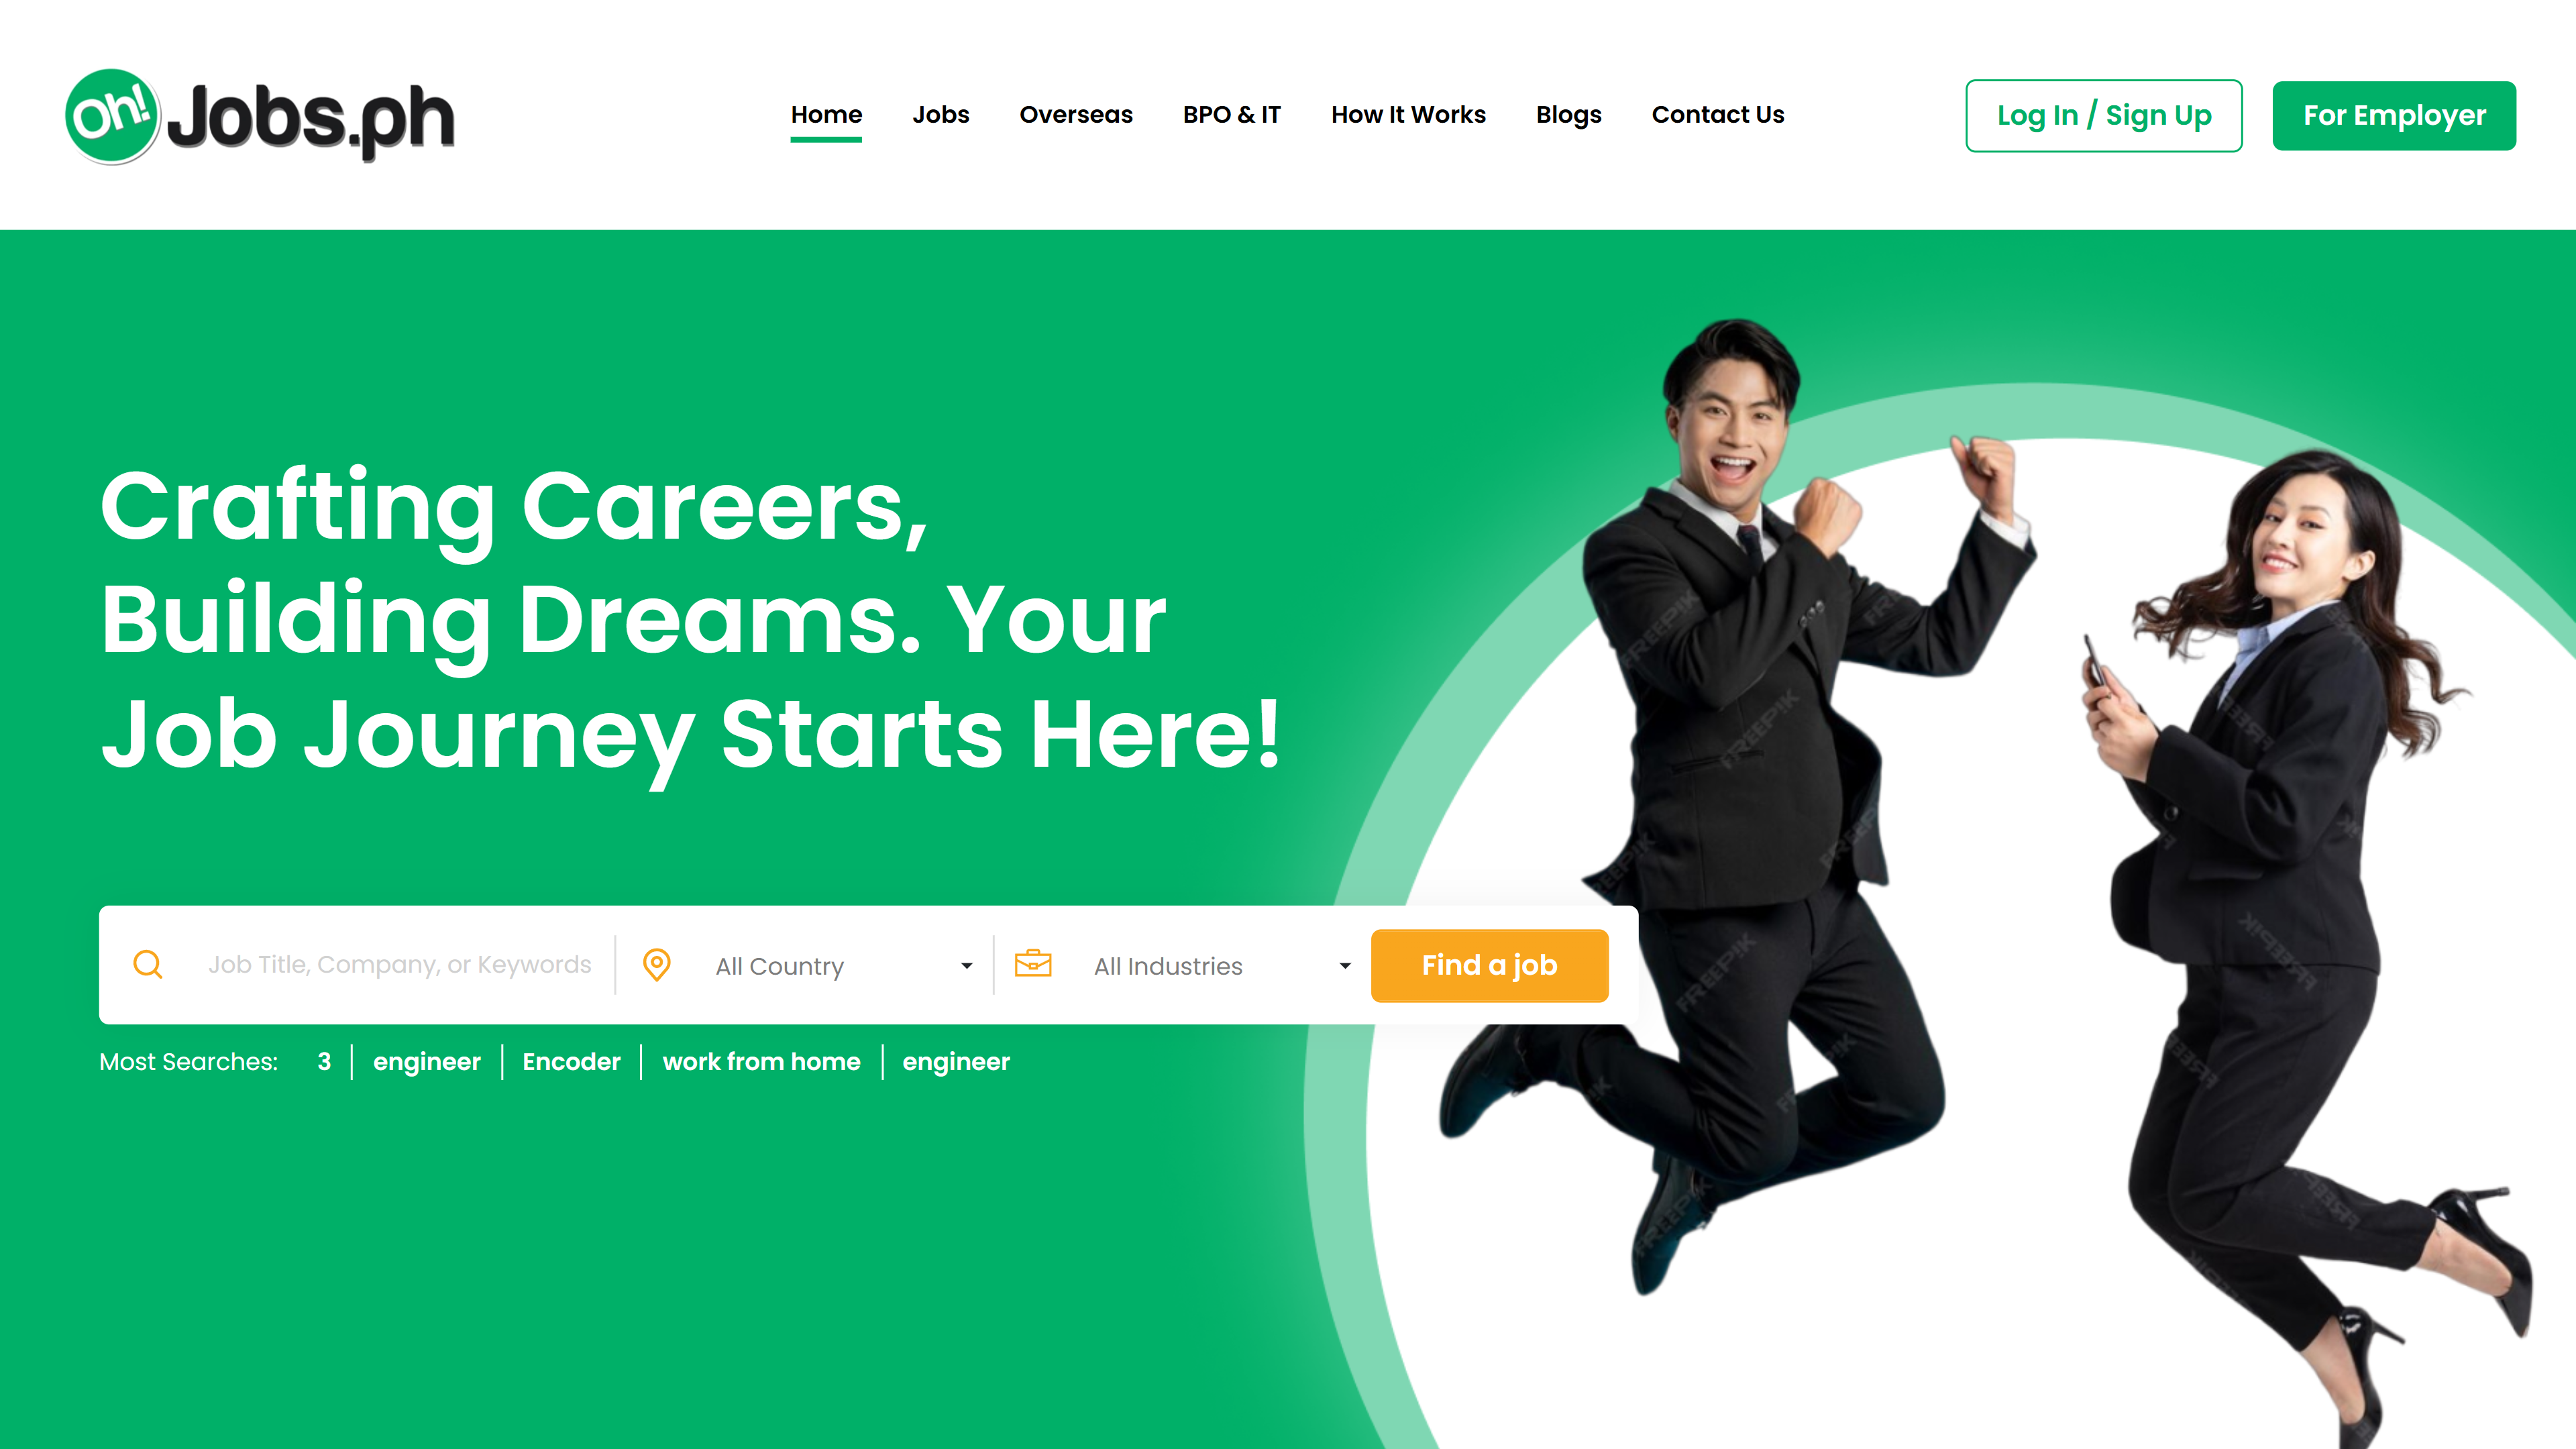 Oh! Jobs.ph
Home Jobs Overseas BPO & IT How It Works Blogs Contact Us
Log In / Sign Up
For Employer
Crafting Careers,
Building Dreams. Your
Job Journey Starts Here!
Job Title, Company, or Keywords
All Country
All Industries
Find a job
Most Searches: 3 engineer Encoder work from home engineer
FREEPIK